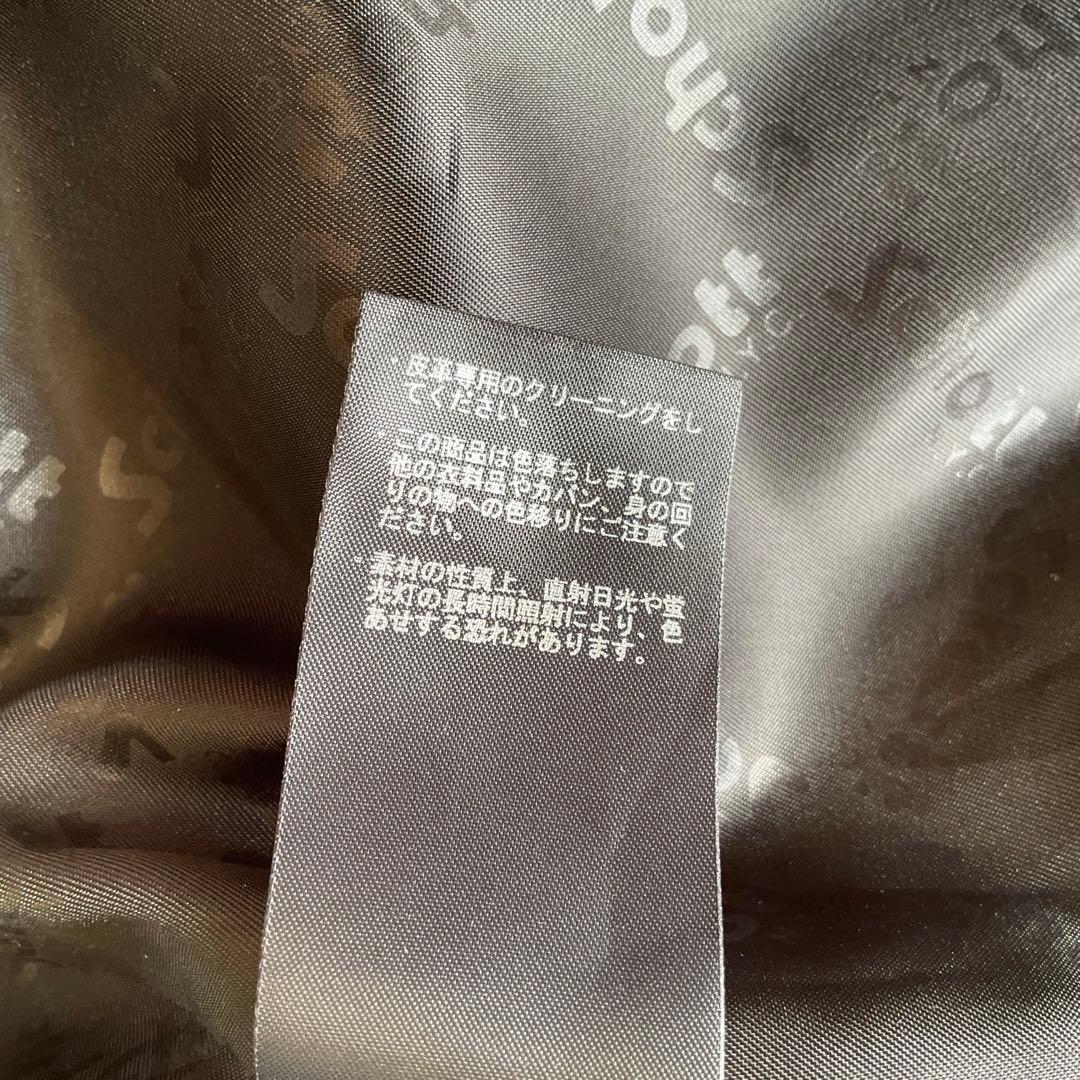 ・皮革専用のクリーニングをし
てください。
・この商品は色落ちしますので
他の衣料品やカバン、身の回
りの物への色移りにご注意く
ださい。
・素材の性質上、直射日光や蛍
光灯の長時間照射により、色
あせする恐れがあります。